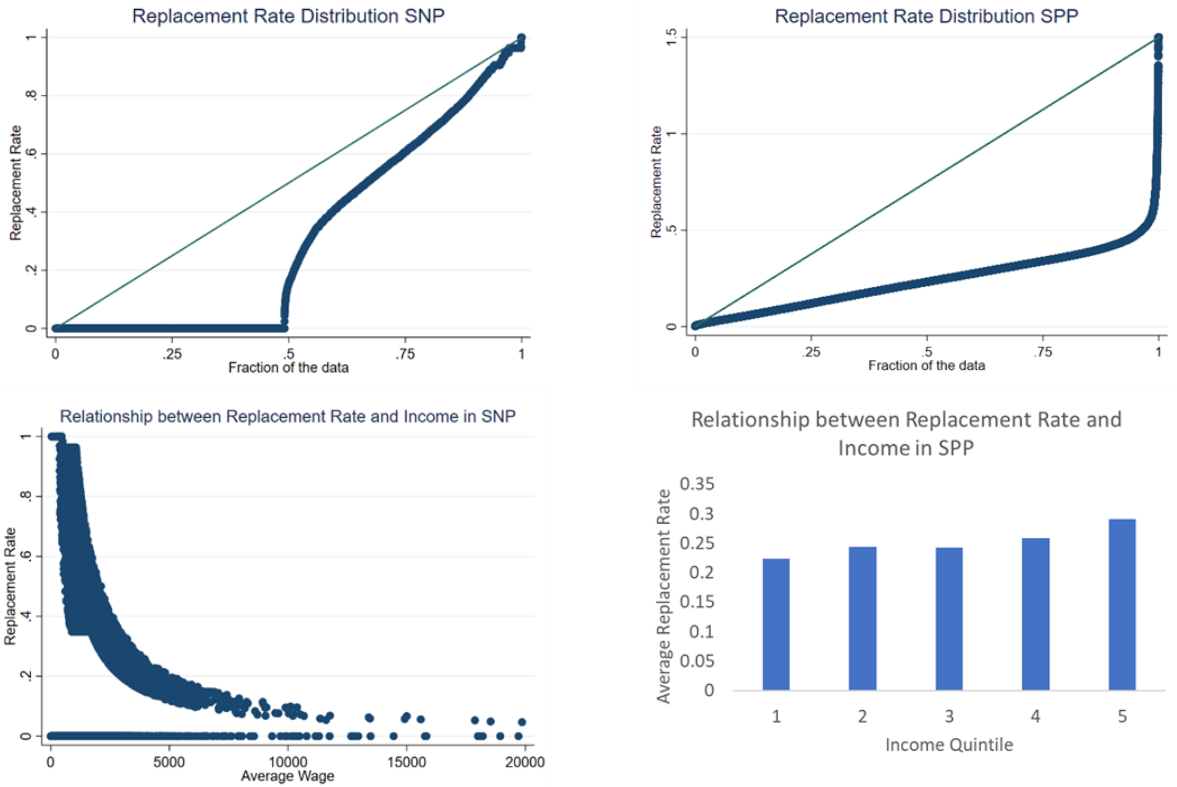 Replacement Rate Distribution SNP
Replacement Rate
1
.8
.6
.4
.2
0
0 .25 .5 .75 1
Fraction of the data
Replacement Rate Distribution SPP
Replacement Rate
1.5
1
.5
0
0 .25 .5 .75 1
Fraction of the data
Relationship between Replacement Rate and Income in SNP
Replacement Rate
1
.8
.6
.4
.2
0
0 5000 10000 15000 20000
Average Wage
Relationship between Replacement Rate and
Income in SPP
Average Replacement Rate
0.35
0.3
0.25
0.2
0.15
0.1
0.05
0
1 2 3 4 5
Income Quintile